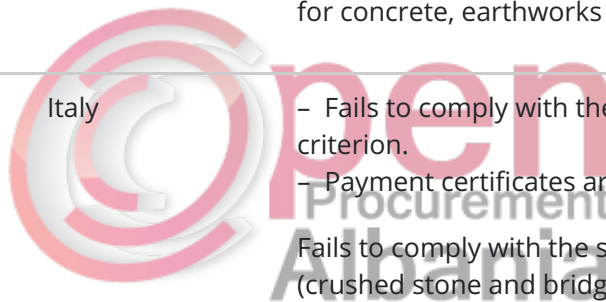 for concrete, earthworks
Italy
– Fails to comply with the
criterion.
– Payment certificates ar
Fails to comply with the s
(crushed stone and bridg
Open
Procurement
Albania